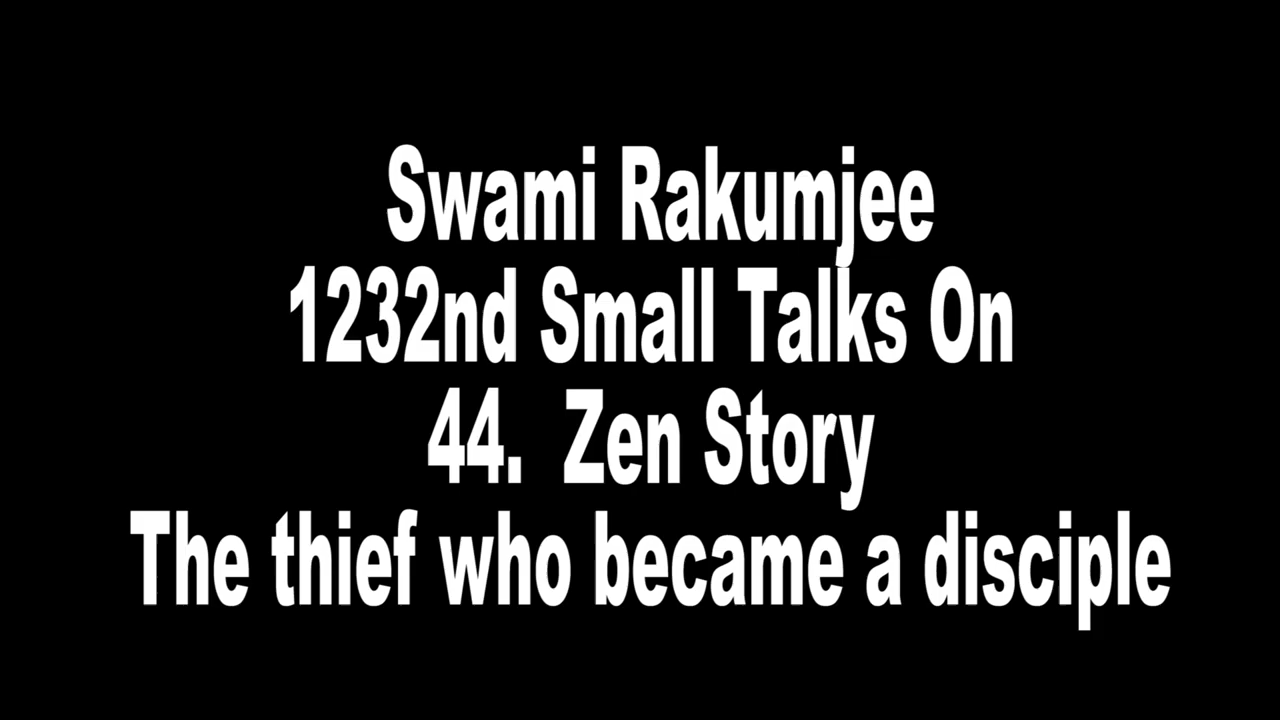 Swami Rakumjee
1232nd Small Talks On
44. Zen Story
The thief who became a disciple